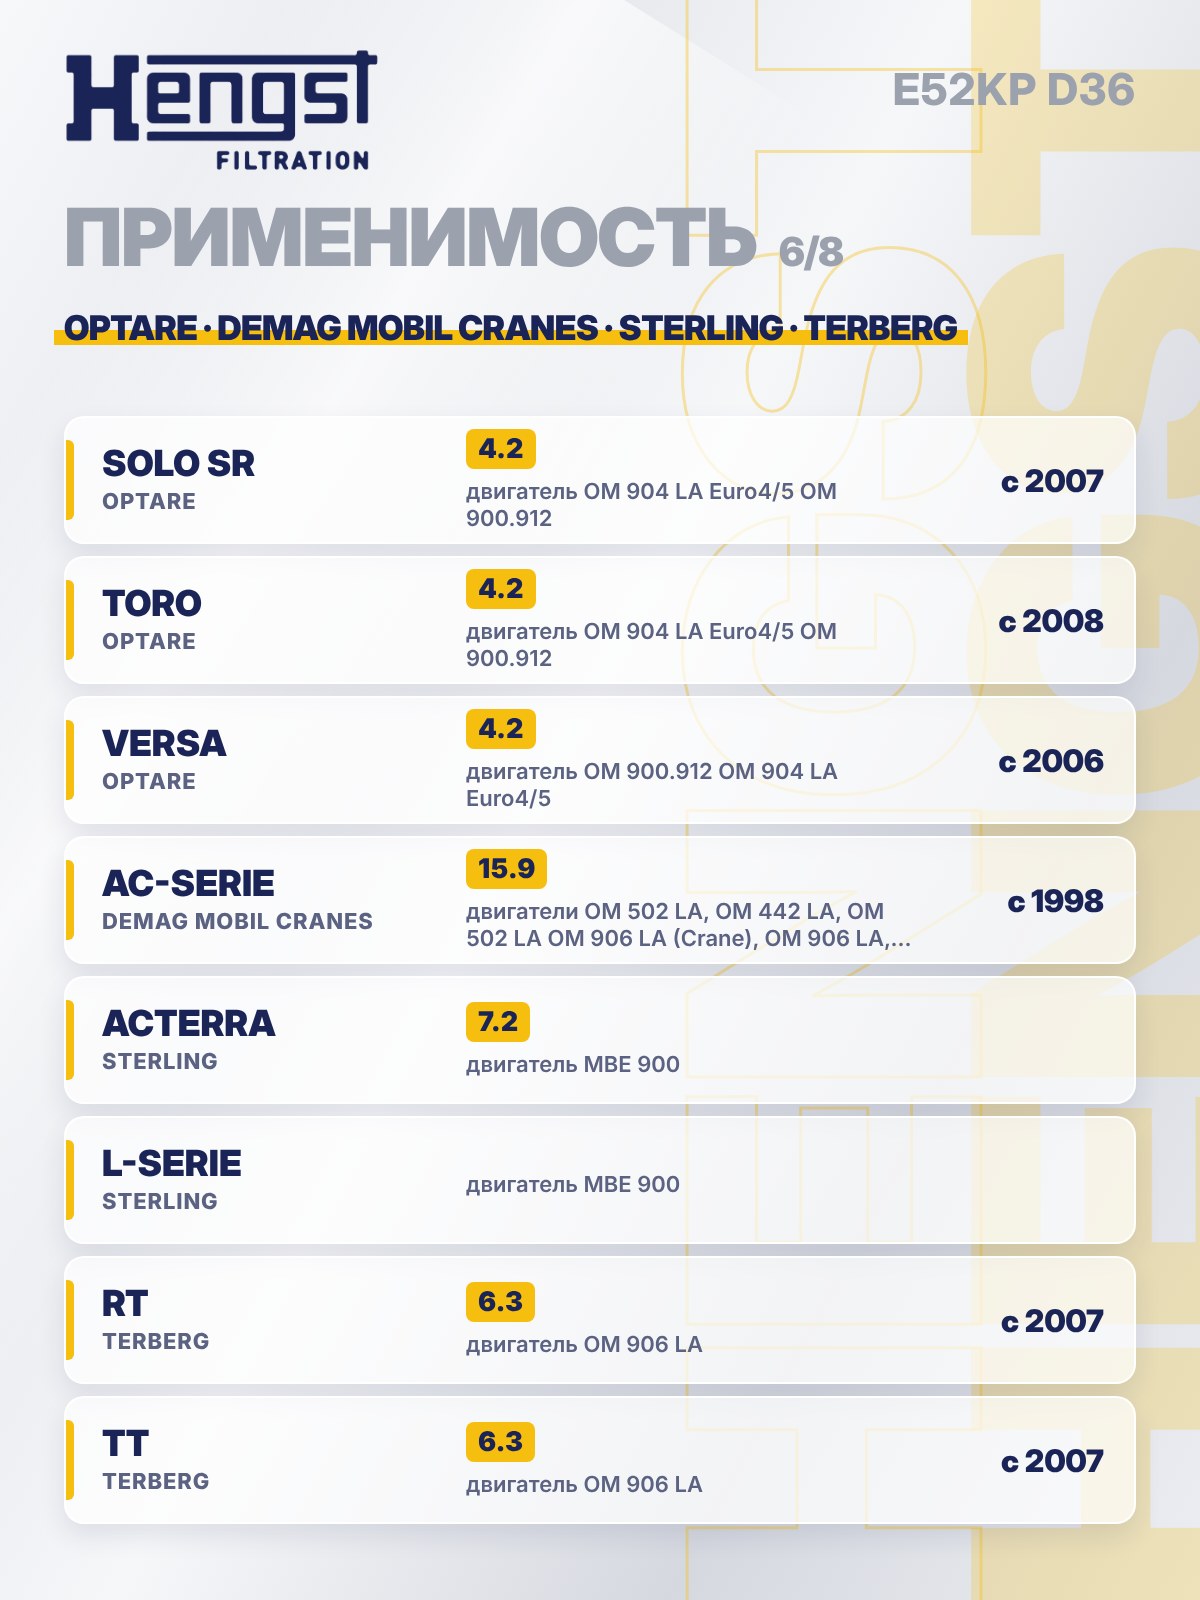 Hengst
FILTRATION
E52KP D36
ПРИМЕНИМОСТЬ 6/8
OPTARE · DEMAG MOBIL CRANES · STERLING · TERBERG
SOLO SR
OPTARE
4.2
двигатель OM 904 LA Euro4/5 OM
900.912
с 2007
TORO
OPTARE
4.2
двигатель OM 904 LA Euro4/5 OM
900.912
с 2008
VERSA
OPTARE
4.2
двигатель OM 900.912 OM 904 LA
Euro4/5
с 2006
AC-SERIE
DEMAG MOBIL CRANES
15.9
двигатели OM 502 LA, OM 442 LA, OM
502 LA OM 906 LA (Crane), OM 906 LA,...
с 1998
ACTERRA
STERLING
7.2
двигатель MBE 900
L-SERIE
STERLING
двигатель MBE 900
RT
TERBERG
6.3
двигатель OM 906 LA
с 2007
TT
TERBERG
6.3
двигатель OM 906 LA
с 2007
HENGST
HENGST